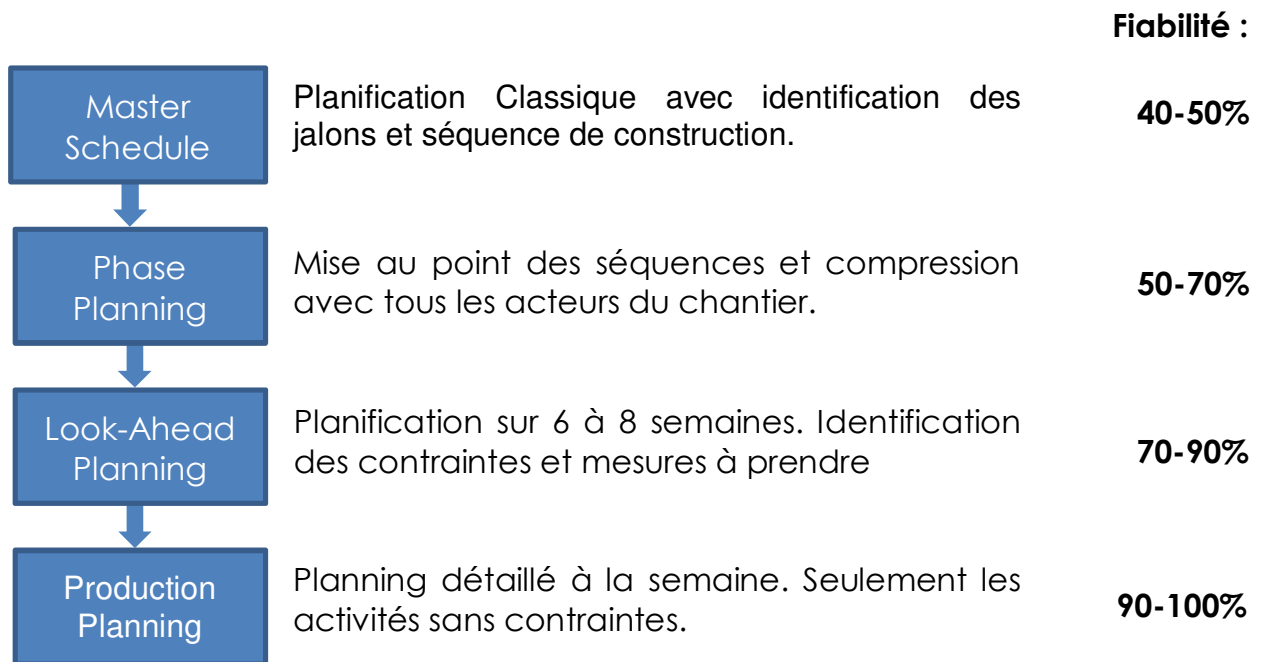 Fiabilité :
Master
Schedule
Planification Classique avec identification des
jalons et séquence de construction.
40-50%
Phase
Planning
Mise au point des séquences et compression
avec tous les acteurs du chantier.
50-70%
Look-Ahead
Planning
Planification sur 6 à 8 semaines. Identification
des contraintes et mesures à prendre
70-90%
Production
Planning
Planning détaillé à la semaine. Seulement les
activités sans contraintes.
90-100%